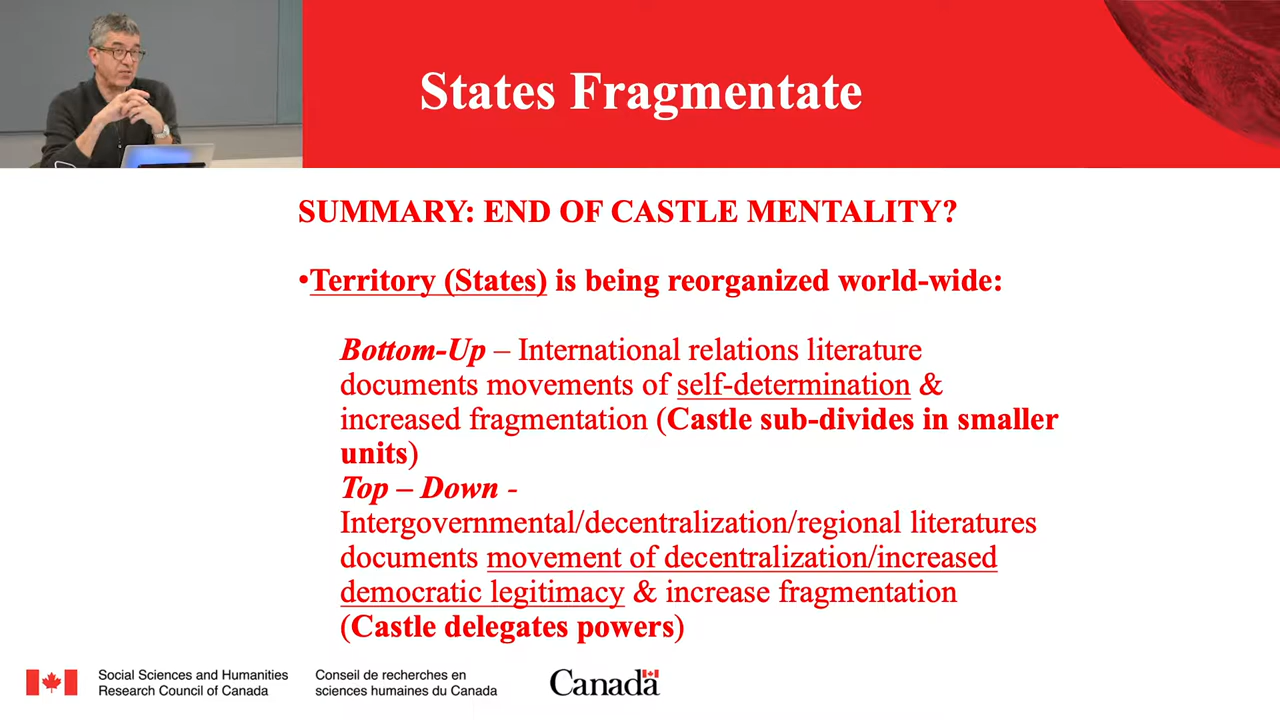 States Fragmentate
SUMMARY: END OF CASTLE MENTALITY?
•Territory (States) is being reorganized world-wide:
Bottom-Up – International relations literature
documents movements of self-determination &
increased fragmentation (Castle sub-divides in smaller
units)
Top – Down -
Intergovernmental/decentralization/regional literatures
documents movement of decentralization/increased
democratic legitimacy & increase fragmentation
(Castle delegates powers)
Social Sciences and Humanities
Research Council of Canada
Conseil de recherches en
sciences humaines du Canada
Canada